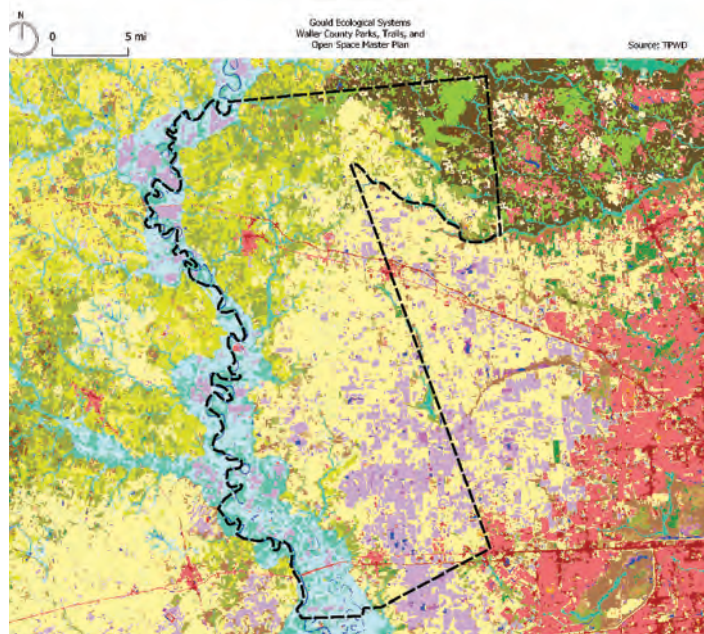 N
0
5 mi
Gould Ecological Systems
Waller County Parks, Trails, and
Open Space Master Plan
Source: TPWD